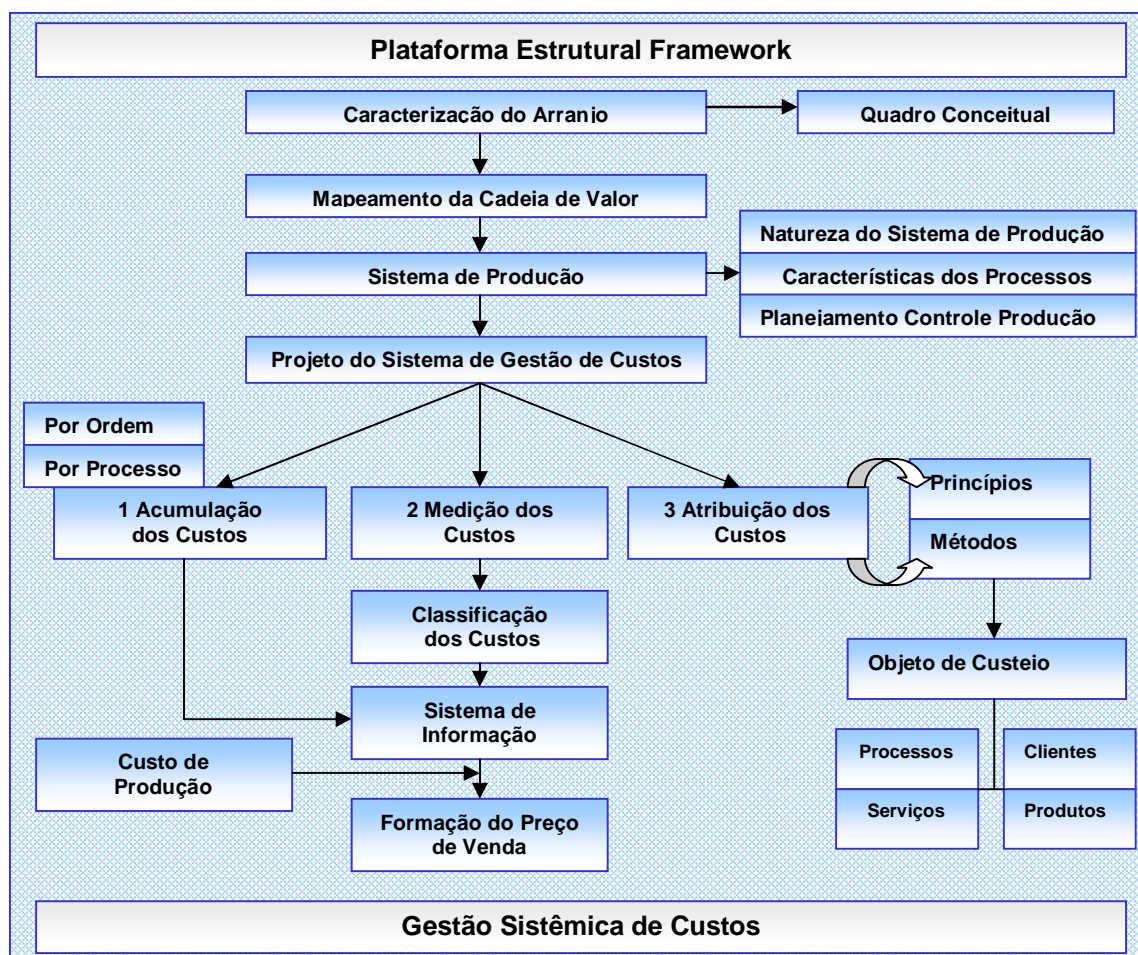 Plataforma Estrutural Framework
Caracterização do Arranjo
Quadro Conceitual
Mapeamento da Cadeia de Valor
Sistema de Produção
Natureza do Sistema de Produção
Características dos Processos
Planejamento Controle Produção
Projeto do Sistema de Gestão de Custos
Por Ordem
Por Processo
1 Acumulação
dos Custos
2 Medição dos
Custos
3 Atribuição dos
Custos
Princípios
Métodos
Classificação
dos Custos
Objeto de Custeio
Sistema de
Informação
Processos
Clientes
Serviços
Produtos
Custo de
Produção
Formação do Preço
de Venda
Gestão Sistêmica de Custos